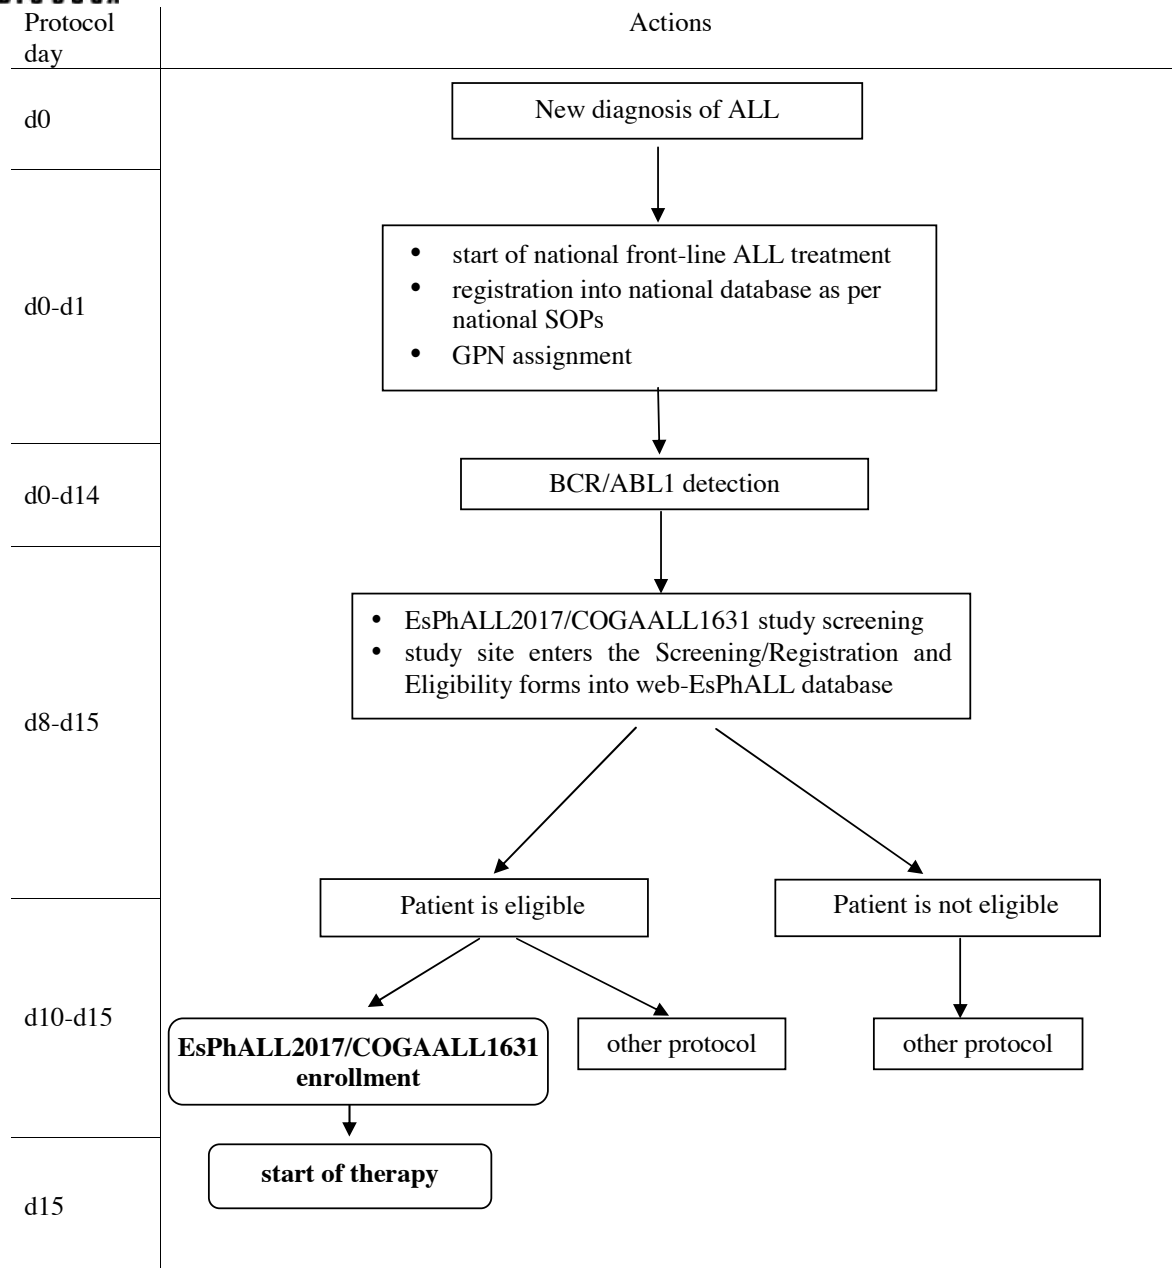 Protocol
day
Actions
d0
New diagnosis of ALL
d0-d1
• start of national front-line ALL treatment
• registration into national database as per
national SOPs
• GPN assignment
d0-d14
BCR/ABL1 detection
d8-d15
• EsPhALL2017/COGAALL1631 study screening
• study site enters the Screening/Registration and
Eligibility forms into web-EsPhALL database
Patient is eligible
Patient is not eligible
d10-d15
EsPhALL2017/COGAALL1631
enrollment
other protocol
other protocol
d15
start of therapy